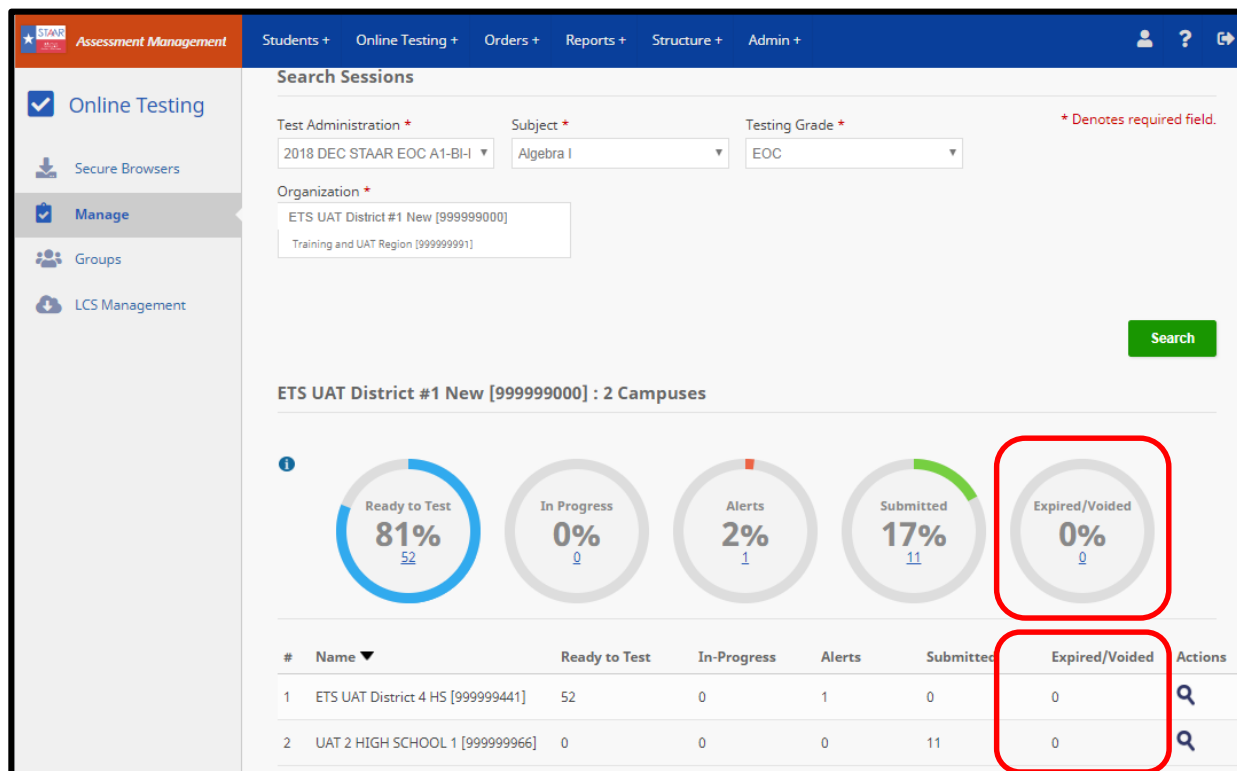 STAAR
Assessment Management
Students +
Online Testing +
Orders +
Reports +
Structure +
Admin +
?
Online Testing
Secure Browsers
Manage
Groups
LCS Management
Search Sessions
* Denotes required field.
Test Administration *
Subject *
Testing Grade *
2018 DEC STAAR EOC A1-BI-I
Algebra I
EOC
Organization *
ETS UAT District #1 New [999999000]
Training and UAT Region [999999991]
Search
ETS UAT District #1 New [999999000] : 2 Campuses
Ready to Test
81%
52
In Progress
0%
0
Alerts
2%
1
Submitted
17%
11
Expired/Voided
0%
0
# Name Ready to Test In-Progress Alerts Submitted Expired/Voided Actions
1 ETS UAT District 4 HS [999999441] 52 0 1 0 0
2 UAT 2 HIGH SCHOOL 1 [999999966] 0 0 0 11 0